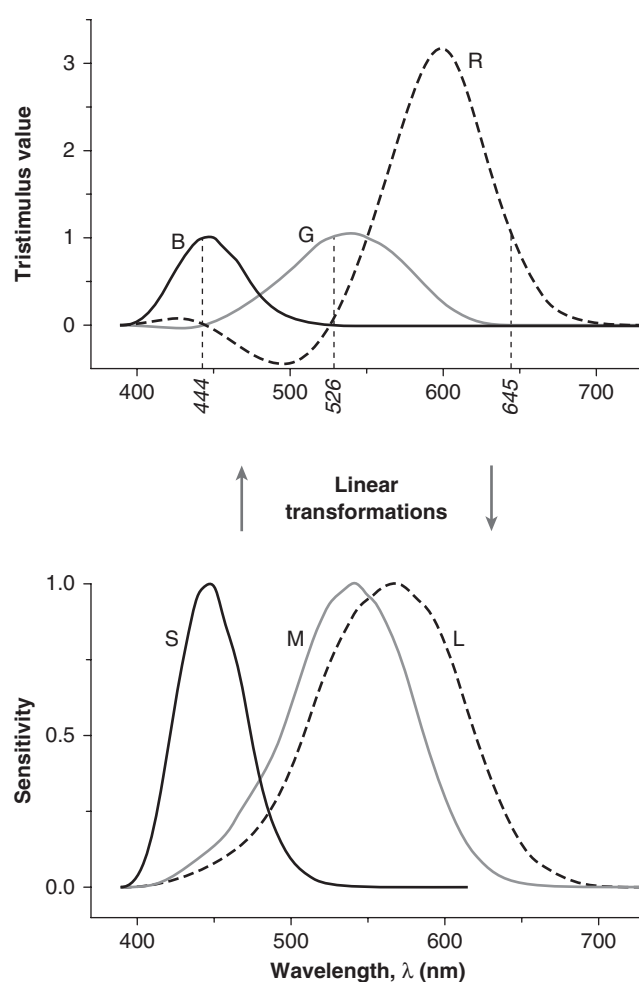 3
R
2
Tristimulus value
B
G
1
0
400
444
500
526
600
645
700
Linear
transformations
1.0
S
M
L
0.5
Sensitivity
0.0
400
500
600
700
Wavelength, λ (nm)